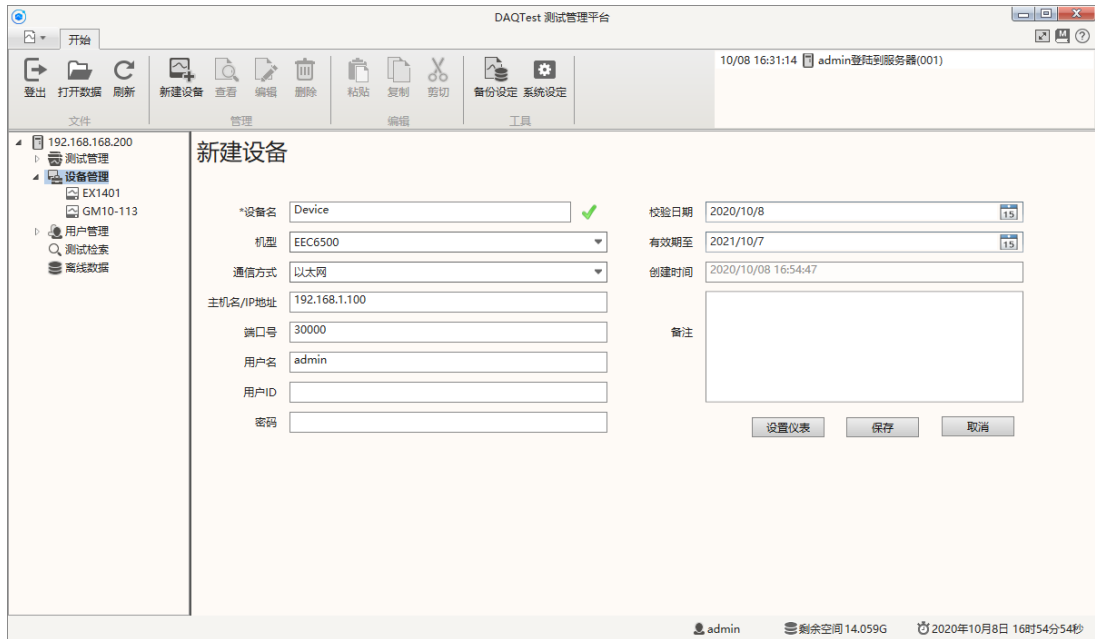 DAQTest 测试管理平台
开始
登出 打开数据 刷新 新建设备 查看 编辑 删除 粘贴 复制 剪切 备份设定 系统设定
文件 管理 编辑 工具
10/08 16:31:14 admin登陆到服务器(001)
192.168.168.200
测试管理
设备管理
EX1401
GM10-113
用户管理
测试检索
离线数据
新建设备
*设备名 Device
机型 EEC6500
通信方式 以太网
主机名/IP地址 192.168.1.100
端口号 30000
用户名 admin
用户ID
密码
校验日期 2020/10/8 15
有效期至 2021/10/7 15
创建时间 2020/10/08 16:54:47
备注
设置仪表 保存 取消
admin 剩余空间14.059G 2020年10月8日 16时54分54秒